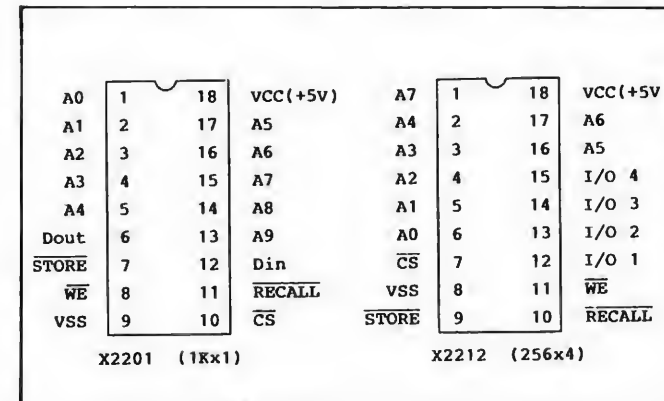 A0 1 18 VCC(+5V) A7 1 18 VCC(+5V
A1 2 17 A5 A4 2 17 A6
A2 3 16 A6 A3 3 16 A5
A3 4 15 A7 A2 4 15 I/O 4
A4 5 14 A8 A1 5 14 I/O 3
Dout 6 13 A9 A0 6 13 I/O 2
STORE 7 12 Din CS 7 12 I/O 1
WE 8 11 RECALL VSS 8 11 WE
VSS 9 10 CS STORE 9 10 RECALL
X2201 (1Kx1) X2212 (256x4)